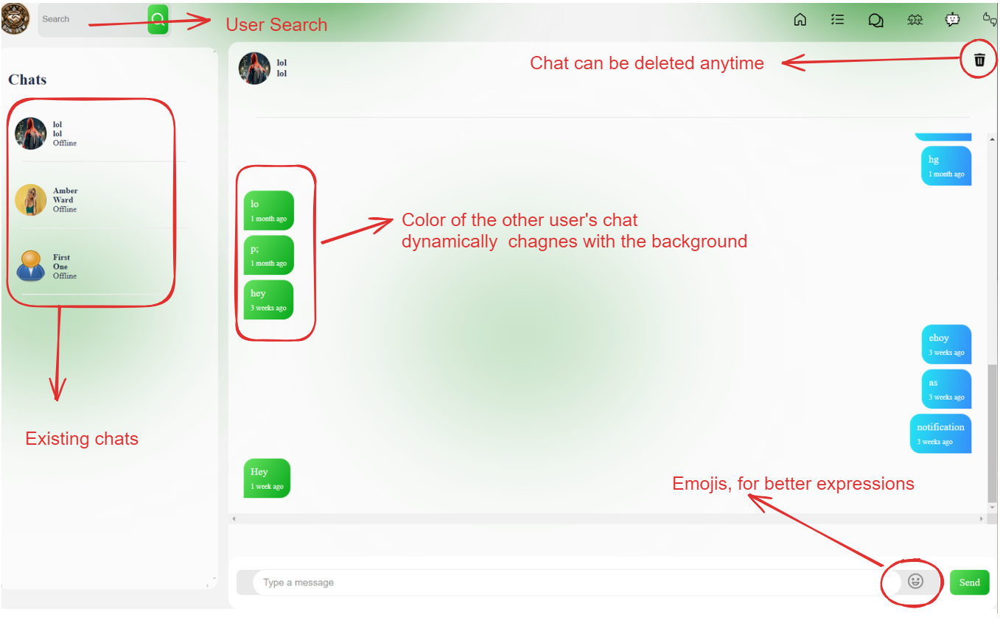 Search
User Search
Chats
lol
lol
Offline
Amber
Ward
Offline
First
One
Offline
Existing chats
lol
lol
Chat can be deleted anytime
hg
1 month ago
lo
1 month ago
p;
1 month ago
hey
3 weeks ago
Color of the other user's chat
dynamically chagnes with the background
ehoy
3 weeks ago
as
3 weeks ago
notification
3 weeks ago
Hey
1 week ago
Emojis, for better expressions
Type a message
Send